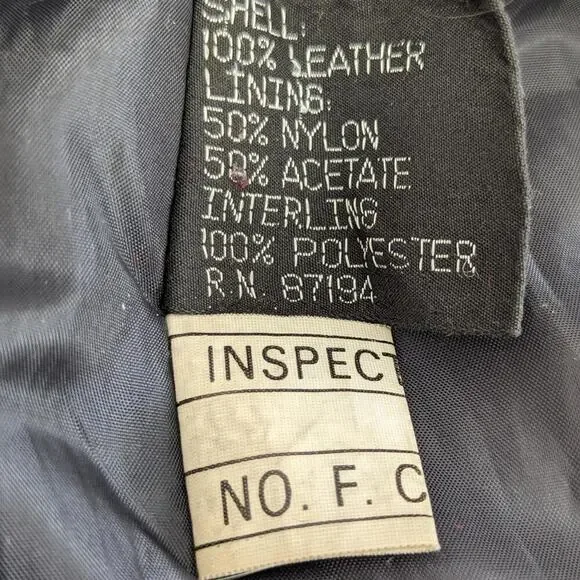 SHELL:
100% LEATHER
LINING:
50% NYLON
50% ACETATE
INTERLING
100% POLYESTER
R.N. 87194
INSPECT
NO. F. C